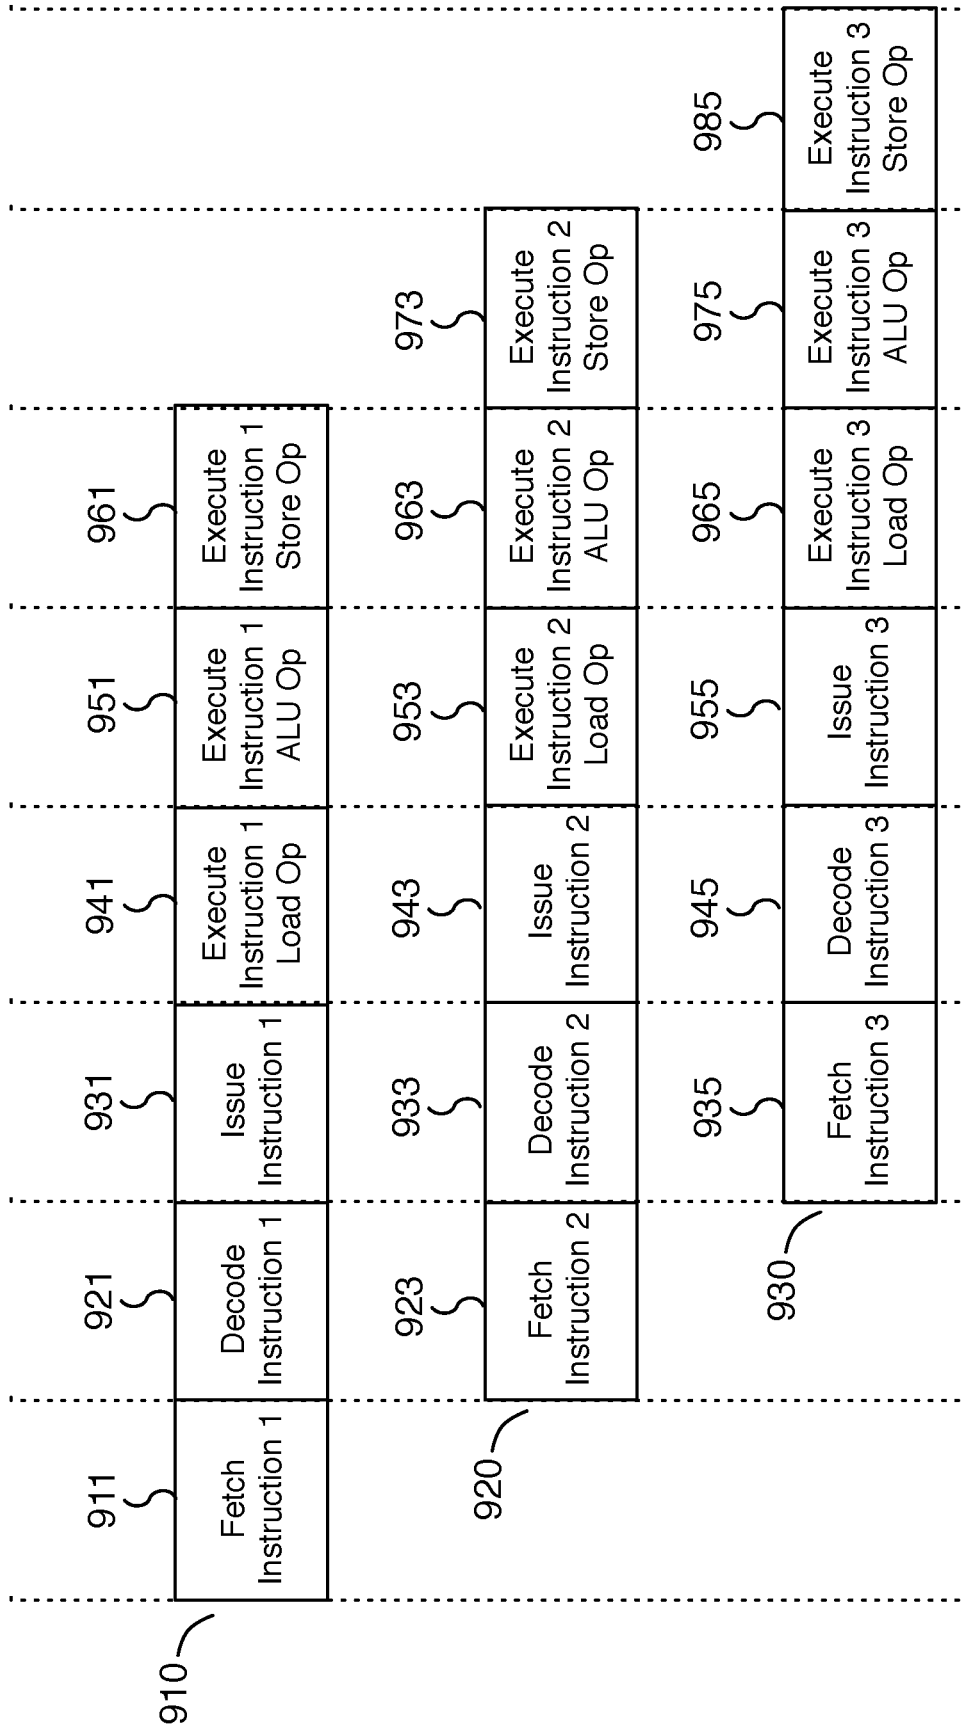 910
911
Fetch
Instruction 1
921
Decode
Instruction 1
931
Issue
Instruction 1
941
Execute
Instruction 1
Load Op
951
Execute
Instruction 1
ALU Op
961
Execute
Instruction 1
Store Op
920
923
Fetch
Instruction 2
933
Decode
Instruction 2
943
Issue
Instruction 2
953
Execute
Instruction 2
Load Op
963
Execute
Instruction 2
ALU Op
973
Execute
Instruction 2
Store Op
930
935
Fetch
Instruction 3
945
Decode
Instruction 3
955
Issue
Instruction 3
965
Execute
Instruction 3
Load Op
975
Execute
Instruction 3
ALU Op
985
Execute
Instruction 3
Store Op